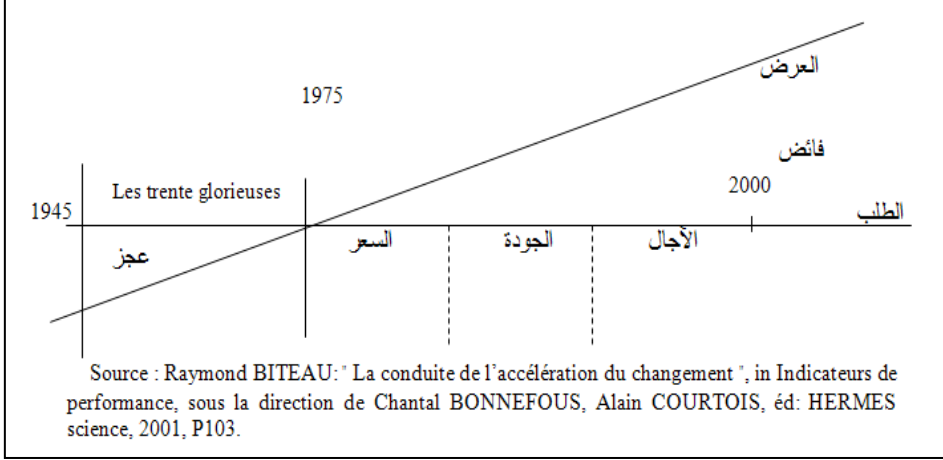 العرض
1975
فائض
Les trente glorieuses
2000
1945
الطلب
عجز
السعر
الجودة
الآجال
Source : Raymond BITEAU: " La conduite de l'accélération du changement ", in Indicateurs de
performance, sous la direction de Chantal BONNEFOUS, Alain COURTOIS, éd: HERMES
science, 2001, P103.